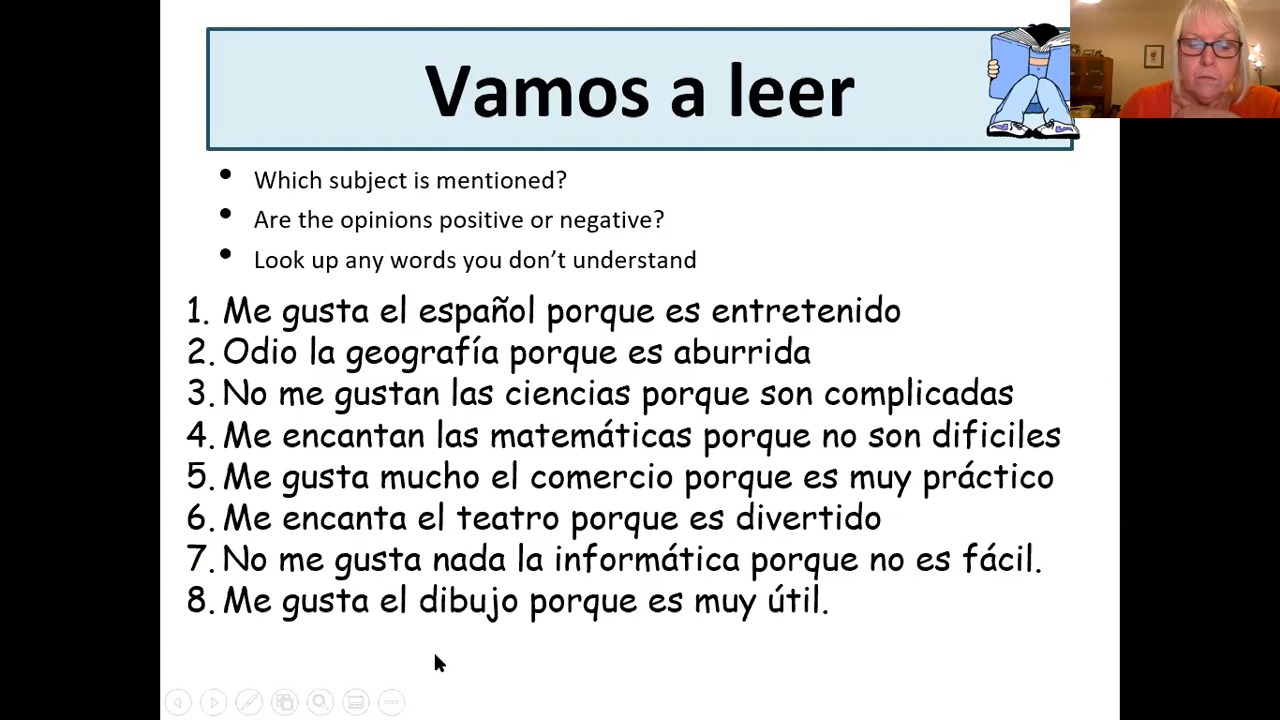 Vamos a leer
• Which subject is mentioned?
• Are the opinions positive or negative?
• Look up any words you don’t understand
1. Me gusta el español porque es entretenido
2. Odio la geografía porque es aburrida
3. No me gustan las ciencias porque son complicadas
4. Me encantan las matemáticas porque no son dificiles
5. Me gusta mucho el comercio porque es muy práctico
6. Me encanta el teatro porque es divertido
7. No me gusta nada la informática porque no es fácil.
8. Me gusta el dibujo porque es muy útil.